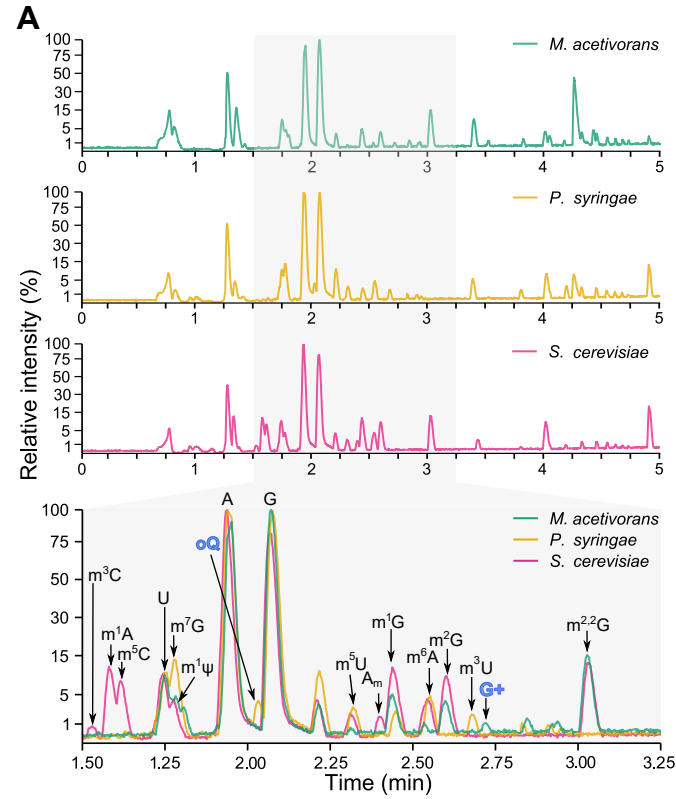 A
Relative intensity (%)
100
75
50
30
15
5
1
M. acetivorans
0 1 2 3 4 5
100
75
50
30
15
5
1
P. syringae
0 1 2 3 4 5
100
75
50
30
15
5
1
S. cerevisiae
0 1 2 3 4 5
100
75
50
30
15
5
1
A G
M. acetivorans
P. syringae
S. cerevisiae
oQ
m³C
U
m⁷G
m¹A
m⁵C
m¹ψ
m¹G
m²,²G
m⁵U
Aₘ
m⁶A
m²G
m³U
G+
1.50 1.25 2.00 2.25 2.50 2.75 3.00 3.25
Time (min)